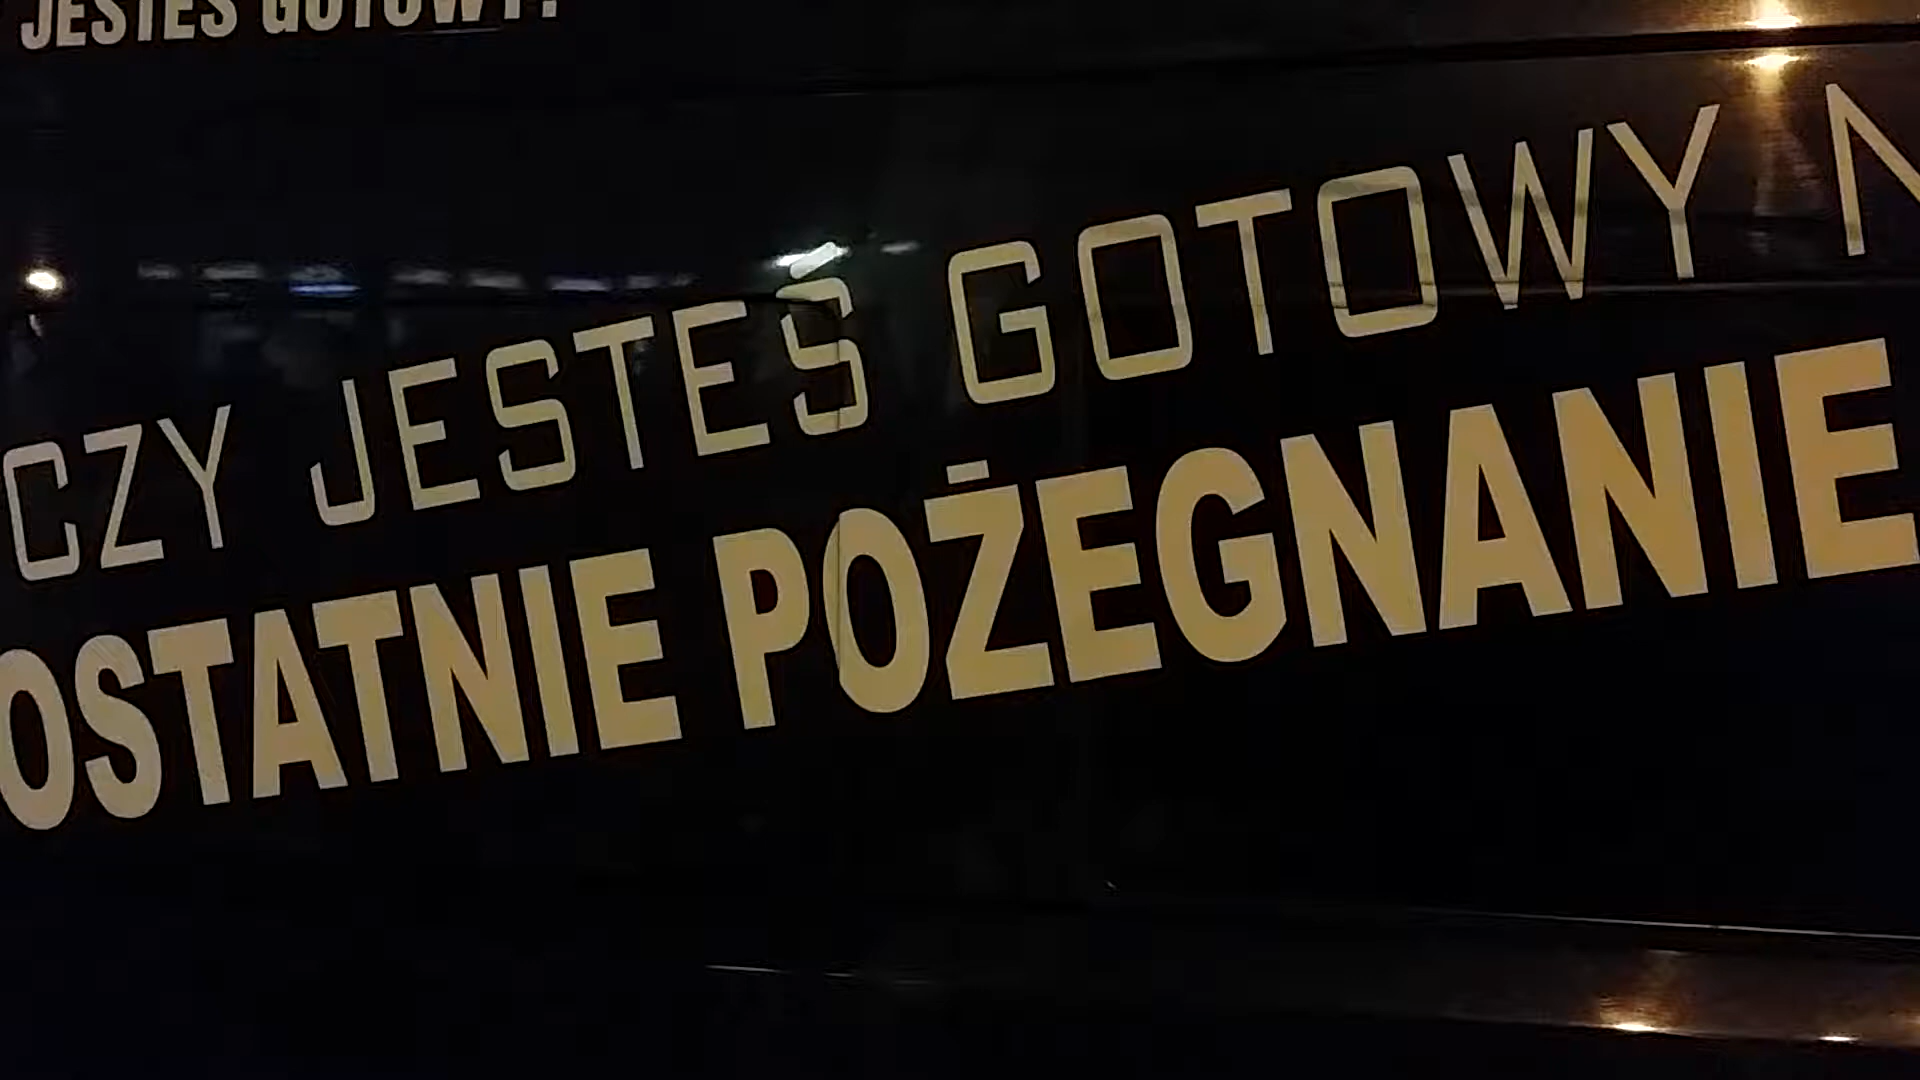 JESTEŚ GOTOWY?
CZY JESTEŚ GOTOWY
OSTATNIE POŻEGNANIE